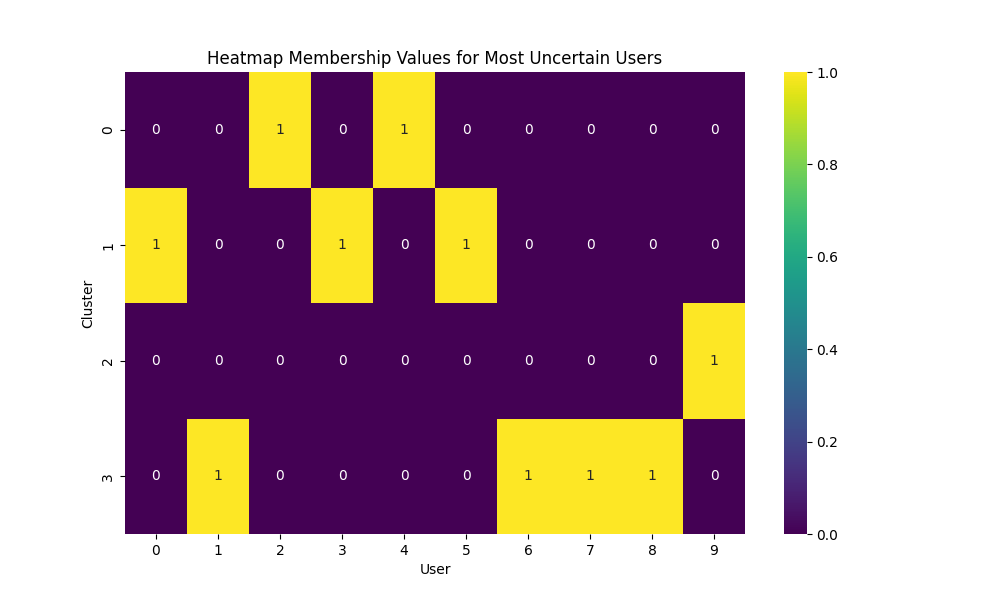 Heatmap Membership Values for Most Uncertain Users
0 0 0 1 0 1 0 0 0 0 0
1 1 0 0 1 0 1 0 0 0 0
2 0 0 0 0 0 0 0 0 0 1
3 0 1 0 0 0 0 1 1 1 0
0 1 2 3 4 5 6 7 8 9
User
Cluster
1.0
0.8
0.6
0.4
0.2
0.0